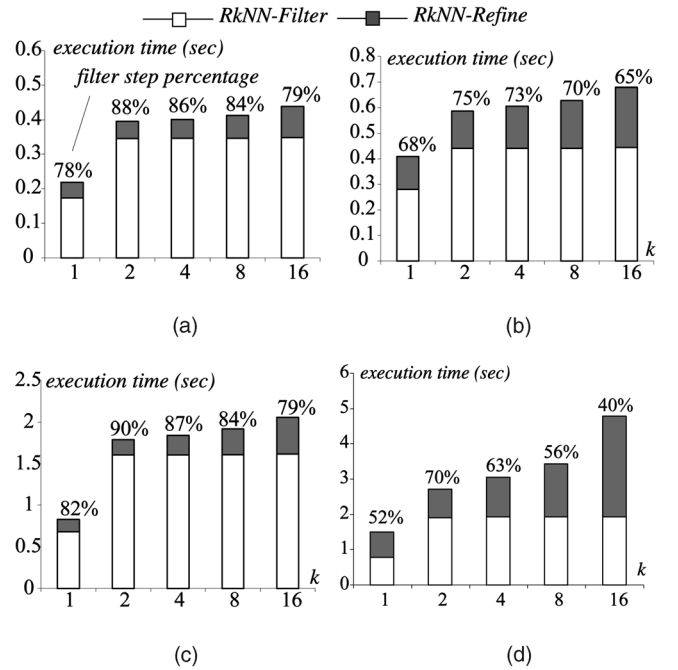 RkNN-Filter RkNN-Refine
execution time (sec)
filter step percentage
0.6
0.5
0.4
0.3
0.2
0.1
0
78% 88% 86% 84% 79%
1 2 4 8 16
(a)
execution time (sec)
0.8
0.7
0.6
0.5
0.4
0.3
0.2
0.1
0
68% 75% 73% 70% 65%
k
1 2 4 8 16
(b)
execution time (sec)
2.5
2
1.5
1
0.5
0
82% 90% 87% 84% 79%
k
1 2 4 8 16
(c)
execution time (sec)
6
5
4
3
2
1
0
52% 70% 63% 56% 40%
k
1 2 4 8 16
(d)